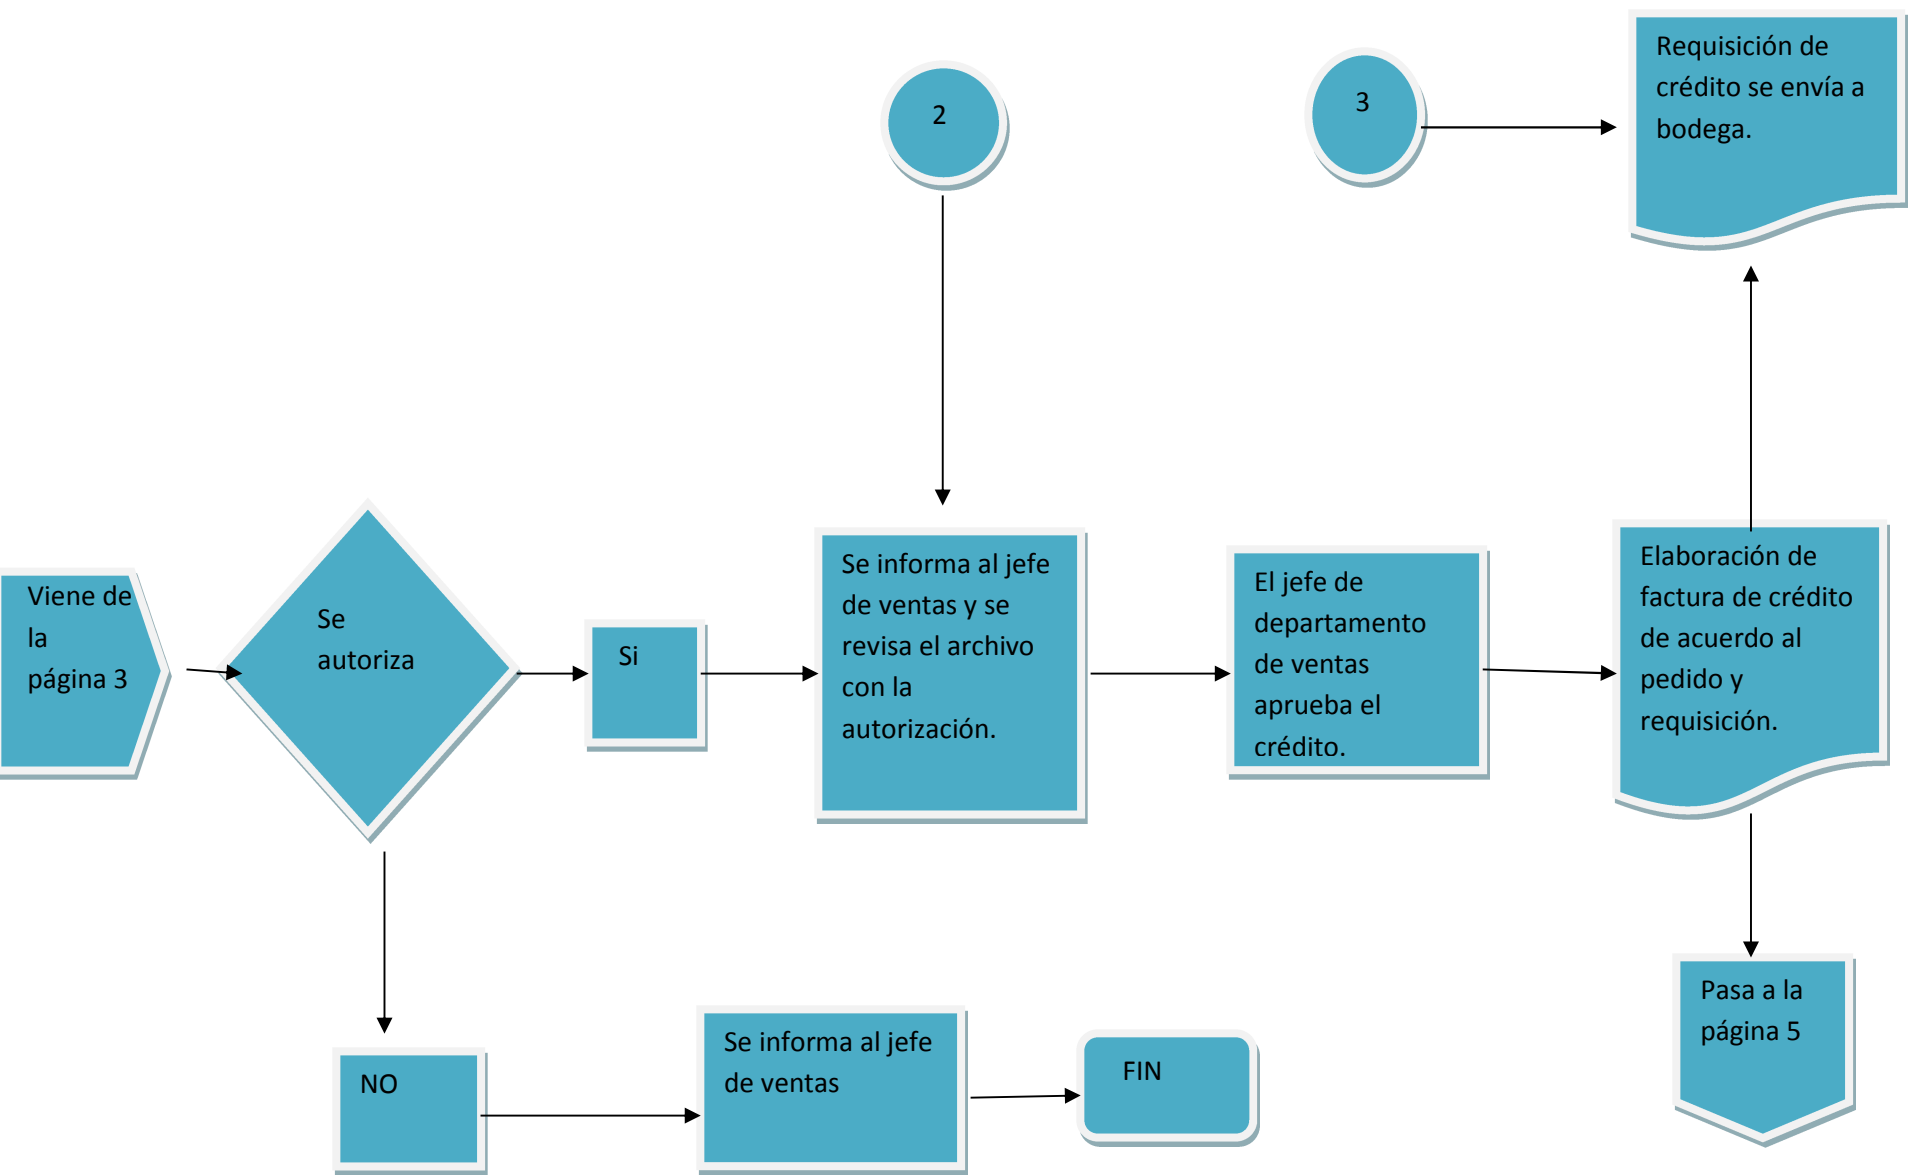 2
3
Requisición de
crédito se envía a
bodega.
Viene de
la
página 3
Se
autoriza
Si
Se informa al jefe
de ventas y se
revisa el archivo
con la
autorización.
El jefe de
departamento
de ventas
aprueba el
crédito.
Elaboración de
factura de crédito
de acuerdo al
pedido y
requisición.
NO
Se informa al jefe
de ventas
FIN
Pasa a la
página 5